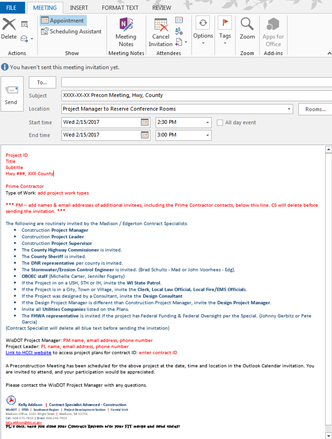 FILE MEETING INSERT FORMAT TEXT REVIEW
Delete
Actions
Appointment
Scheduling Assistant
Show
Meeting Notes
Meeting Notes
Cancel Invitation
Attendees
Options
Tags
Zoom
Zoom
Apps for Office
Add-ins
You haven't sent this meeting invitation yet.
Send
To...
Subject XXXX-XX-XX Precon Meeting, Hwy, County
Location Project Manager to Reserve Conference Rooms Rooms...
Start time Wed 2/15/2017 2:30 PM All day event
End time Wed 2/15/2017 3:00 PM
Project ID
Title
Subtitle
Hwy ###, XXX County
Prime Contractor
Type of Work: add project work types
*** PM – add names & email addresses of additional invitees, including the Prime Contractor contacts, below this line. CS will delete before
sending the invitation. ***
The following are routinely invited by the Madison / Edgerton Contract Specialists:
• Construction Project Manager
• Construction Project Leader
• Construction Project Supervisor
• The County Highway Commissioner is invited.
• The County Sheriff is invited.
• The DNR representative per county is invited.
• The Stormwater/Erosion Control Engineer is invited. (Brad Schultz - Mad or John Voorhees - Edg)
• OBOEC staff (Michelle Carter, Jennifer Fogarty)
• If the Project is on a USH, STH or IH, invite the WI State Patrol.
• If the Project is in a City, Town or Village, invite the Clerk, Local Law Official, Local Fire/EMS Officials.
• If the Project was designed by a Consultant, invite the Design Consultant
• If the Design Project Manager is different than Construction Project Manager, invite the Design Project Manager.
• Invite all Utilities Companies listed on the Plans.
• The FHWA representative is invited if the project has Federal Funding & Federal Oversight per the Special. (Johnny Gerbitz or Pete
Garcia)
(Contract Specialist will delete all blue text before sending the invitation)
WisDOT Project Manager: PM name, email address, phone number
Project Leader: PL name, email address, phone number
Link to HCCI website to access project plans for contract ID: enter contract ID
A Preconstruction Meeting has been scheduled for the above project at the date, time and location in the Outlook Calendar invitation. You
are invited to attend, and your participation would be appreciated.
Please contact the WisDOT Project Manager with any questions.
Contract Specialist Advanced - Construction